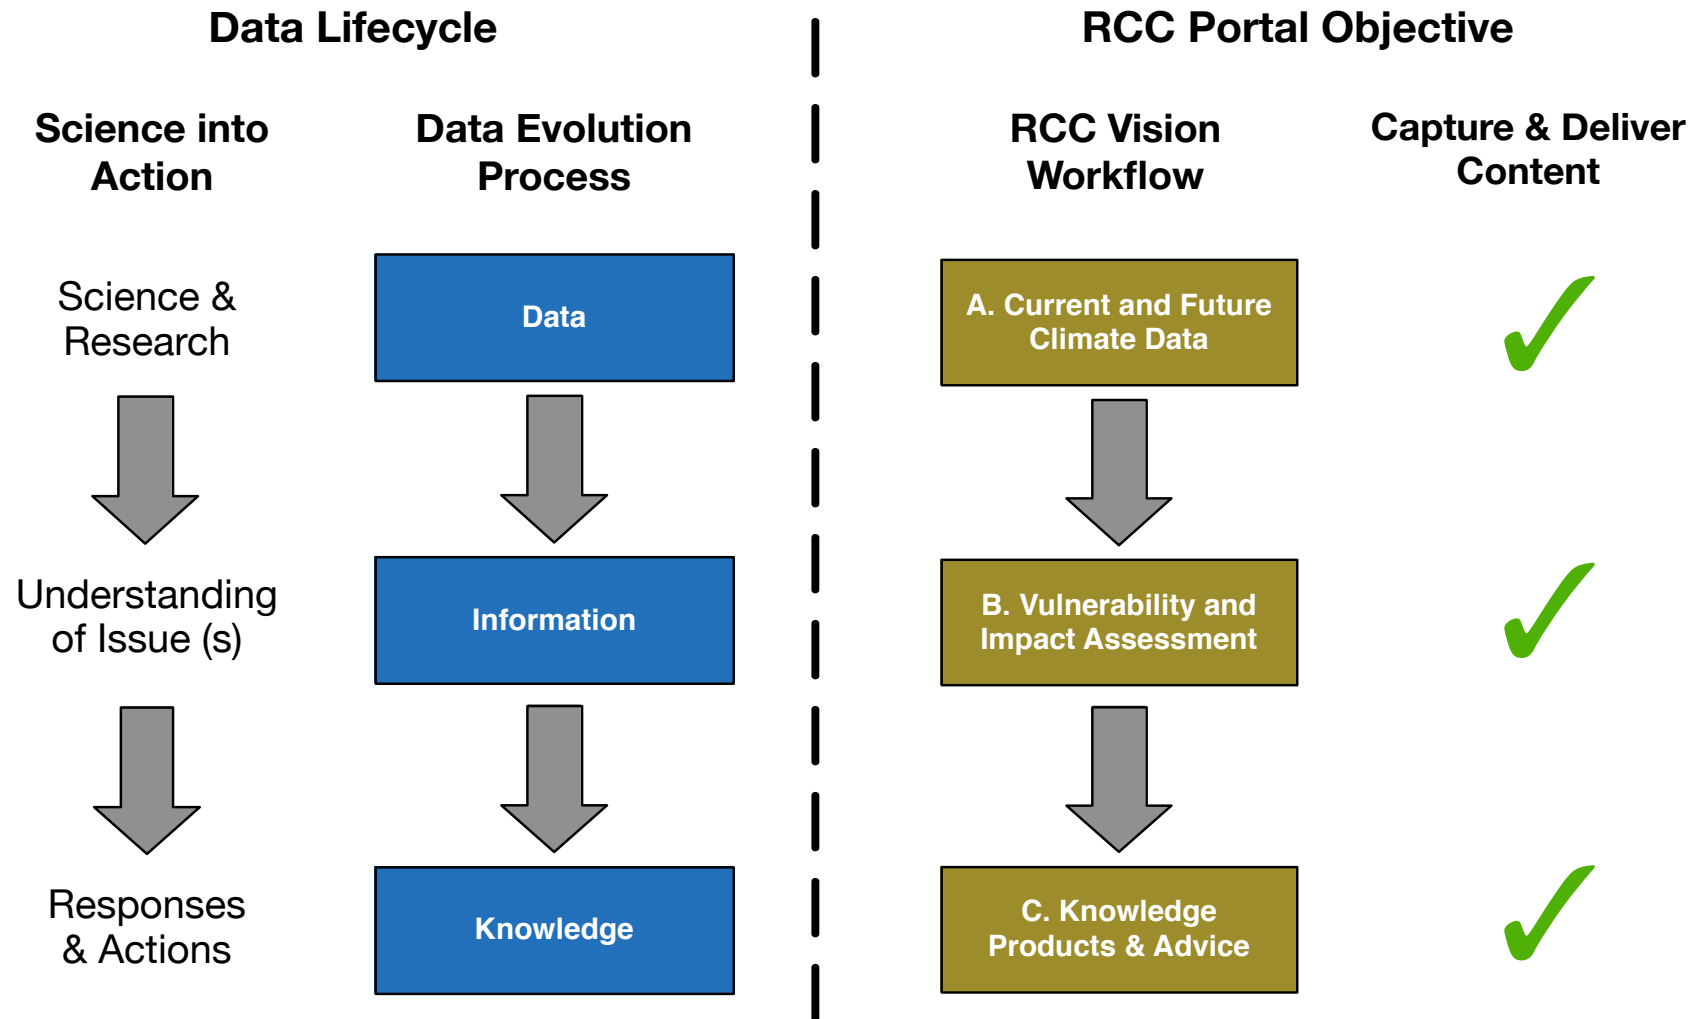 Data Lifecycle
RCC Portal Objective
Science into
Action
Data Evolution
Process
RCC Vision
Workflow
Capture & Deliver
Content
Science &
Research
Data
A. Current and Future
Climate Data
Understanding
of Issue (s)
Information
B. Vulnerability and
Impact Assessment
Responses
& Actions
Knowledge
C. Knowledge
Products & Advice